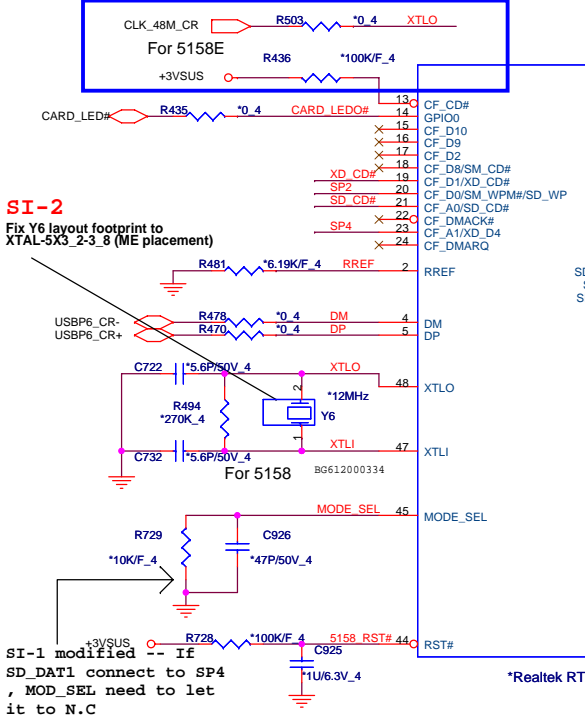 CLK_48M_CR R503 *0_4 XTLO
For 5158E
R436 *100K/F_4
+3VSUS
13 CF_CD#
CARD_LED# R435 *0_4 CARD_LEDO# 14 GPIO0
15 CF_D10
16 CF_D9
17 CF_D2
18 CF_D8/SM_CD#
XD_CD# 19 CF_D1/XD_CD#
SP2 20 CF_D0/SM_WPM#/SD_WP
SD_CD# 21 CF_A0/SD_CD#
22 CF_DMACK#
SP4 23 CF_A1/XD_D4
24 CF_DMARQ
SI-2
Fix Y6 layout footprint to
XTAL-5X3_2-3_8 (ME placement)
R481 *6.19K/F_4 RREF 2 RREF
SD
S
S
USBP6_CR- R478 *0_4 DM 4 DM
USBP6_CR+ R470 *0_4 DP 5 DP
C722 *5.6P/50V_4 XTLO 48 XTLO
2
*12MHz
R494
*270K_4
Y6
1
C732 *5.6P/50V_4 XTLI 47 XTLI
For 5158 BG612000334
MODE_SEL 45 MODE_SEL
R729 C926
*10K/F_4 *47P/50V_4
+3VSUS R728 *100K/F_4 5158_RST# 44 RST#
C925
*1U/6.3V_4
SI-1 modified -- If
SD_DAT1 connect to SP4
, MOD_SEL need to let
it to N.C
*Realtek RT